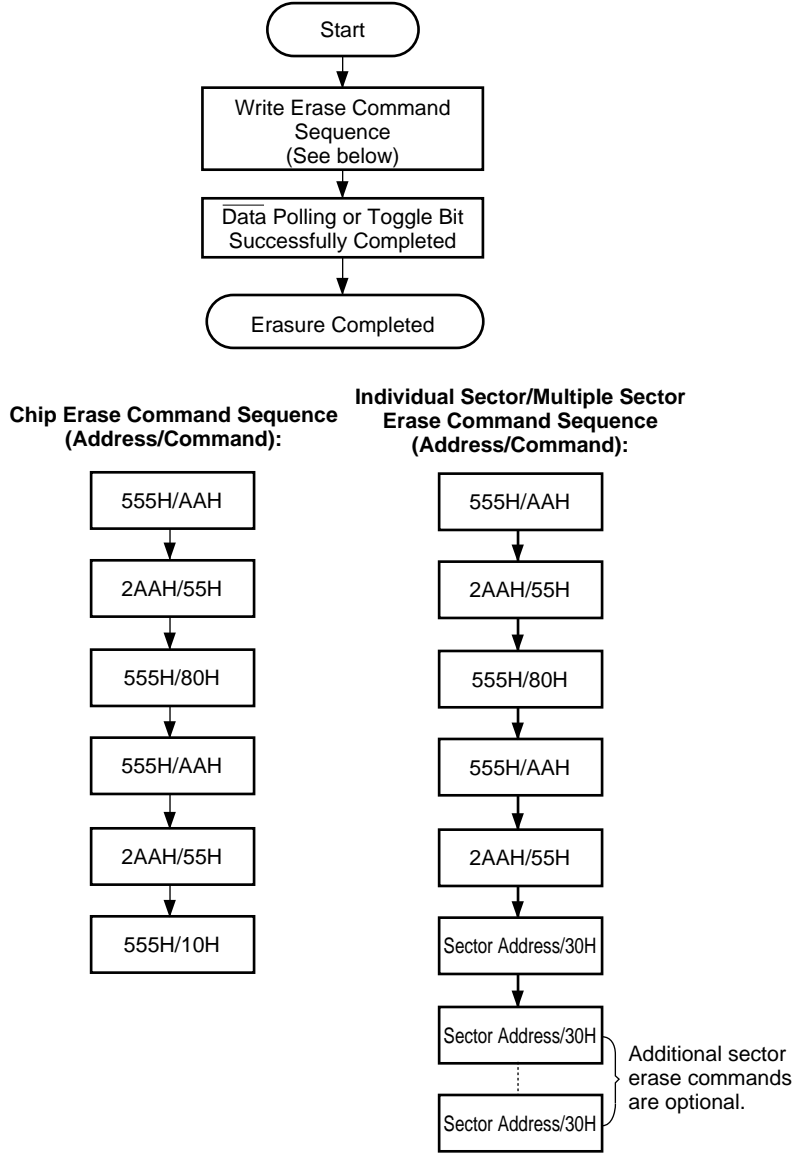 Start
Write Erase Command
Sequence
(See below)
Data Polling or Toggle Bit
Successfully Completed
Erasure Completed
Chip Erase Command Sequence
(Address/Command):
555H/AAH
2AAH/55H
555H/80H
555H/AAH
2AAH/55H
555H/10H
Individual Sector/Multiple Sector
Erase Command Sequence
(Address/Command):
555H/AAH
2AAH/55H
555H/80H
555H/AAH
2AAH/55H
Sector Address/30H
Sector Address/30H
Sector Address/30H
Additional sector
erase commands
are optional.